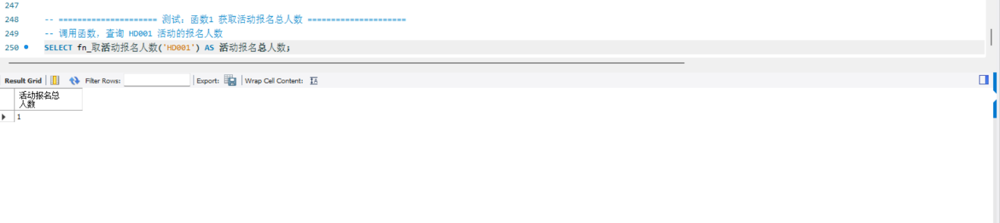 247
248 -- ===================== 测试：函数1 获取活动报名总人数 =====================
249 -- 调用函数，查询 HD001 活动的报名人数
250 SELECT fn_取活动报名人数('HD001') AS 活动报名总人数;
Result Grid Filter Rows: Export: Wrap Cell Content:
活动报名总
人数
1